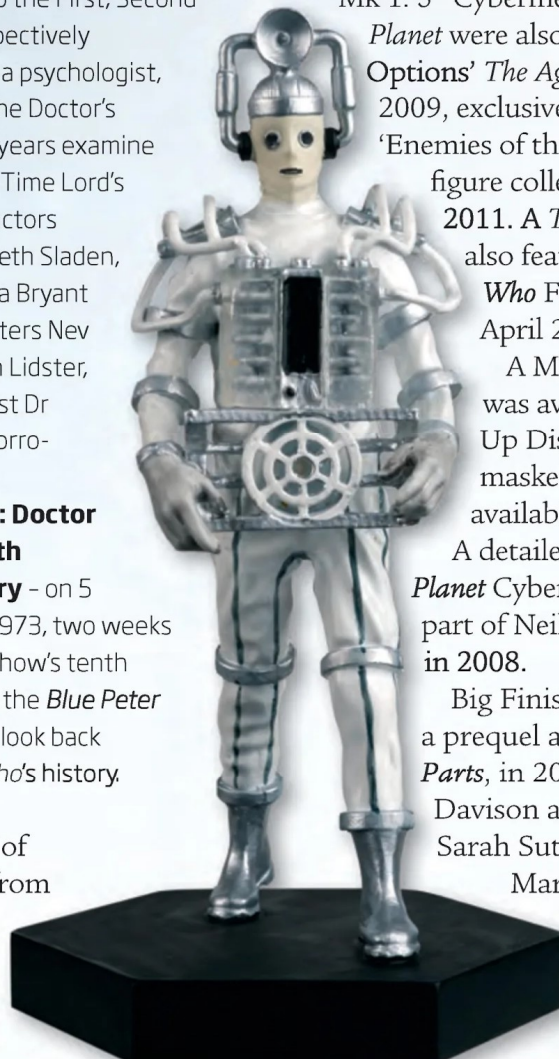 the First, Second
pectively
a psychologist,
he Doctor's
years examine
Time Lord's
ctors
eth Sladen,
a Bryant
ters Nev
Lidster,
st Dr
orro-
: Doctor
th
ry – on 5
973, two weeks
how's tenth
the Blue Peter
look back
ho's history.
of
rom
Mk 1. 5" Cyberme
Planet were also
Options' The Ag
2009, exclusive
'Enemies of th
figure colle
2011. A T
also fea
Who F
April 2
A M
was av
Up Dis
maske
availab
A detaile
Planet Cyber
part of Neil
in 2008.
Big Finis
a prequel a
Parts, in 20
Davison a
Sarah Sut
Mar